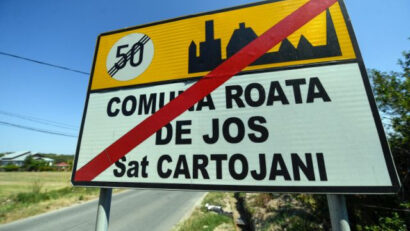 50
COMUNA ROATA
DE JOS
Sat CARTOJANI